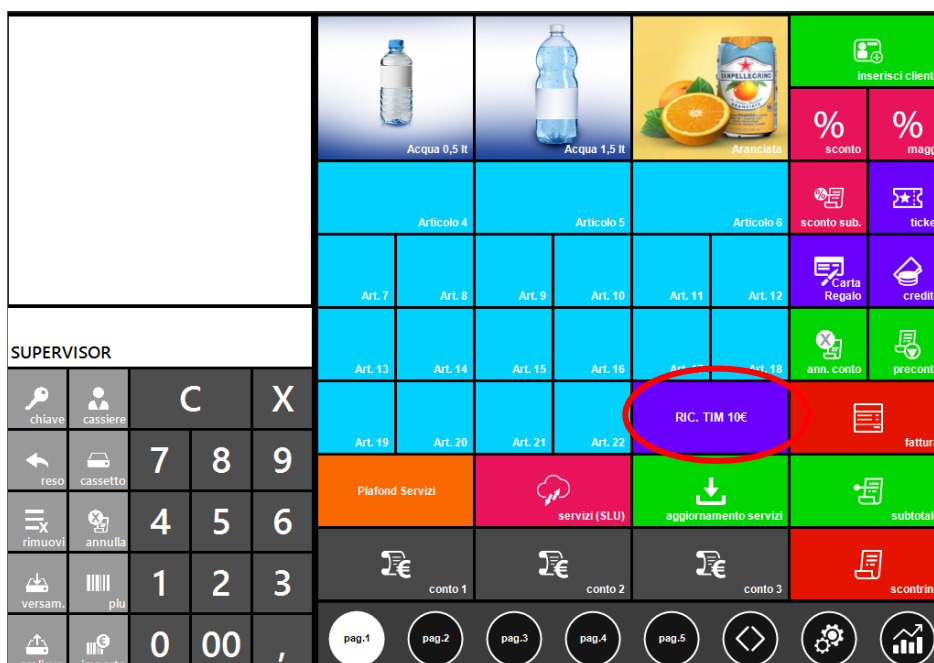 Acqua 0,5 lt
Acqua 1,5 lt
SANPELLEGRINO
Aranciata
inserisci client
%
sconto
%
magg
Articolo 4
Articolo 5
Articolo 6
sconto sub.
ticke
Art. 7
Art. 8
Art. 9
Art. 10
Art. 11
Art. 12
Carta
Regalo
credit
SUPERVISOR
Art. 13
Art. 14
Art. 15
Art. 16
Art. 18
ann. conto
precont
chiave
cassiere
C
X
Art. 19
Art. 20
Art. 21
Art. 22
RIC. TIM 10€
fattura
reso
cassetto
7
8
9
Plafond Servizi
servizi (SLU)
aggiornamento servizi
subtotal
rimuovi
annulla
4
5
6
conto 1
conto 2
conto 3
scontrino
versam.
plu
1
2
3
0
00
,
pag.1
pag.2
pag.3
pag.4
pag.5